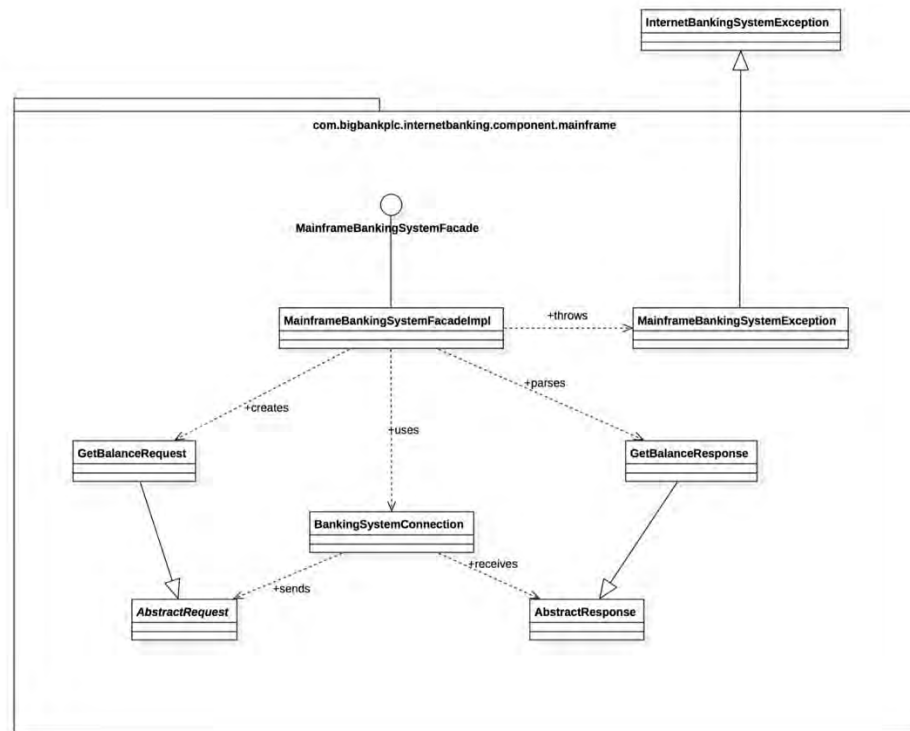 InternetBankingSystemException
com.bigbankplc.internetbanking.component.mainframe
MainframeBankingSystemFacade
MainframeBankingSystemFacadeImpl
+throws
MainframeBankingSystemException
+creates
+uses
+parses
GetBalanceRequest
GetBalanceResponse
BankingSystemConnection
+sends
+receives
AbstractRequest
AbstractResponse